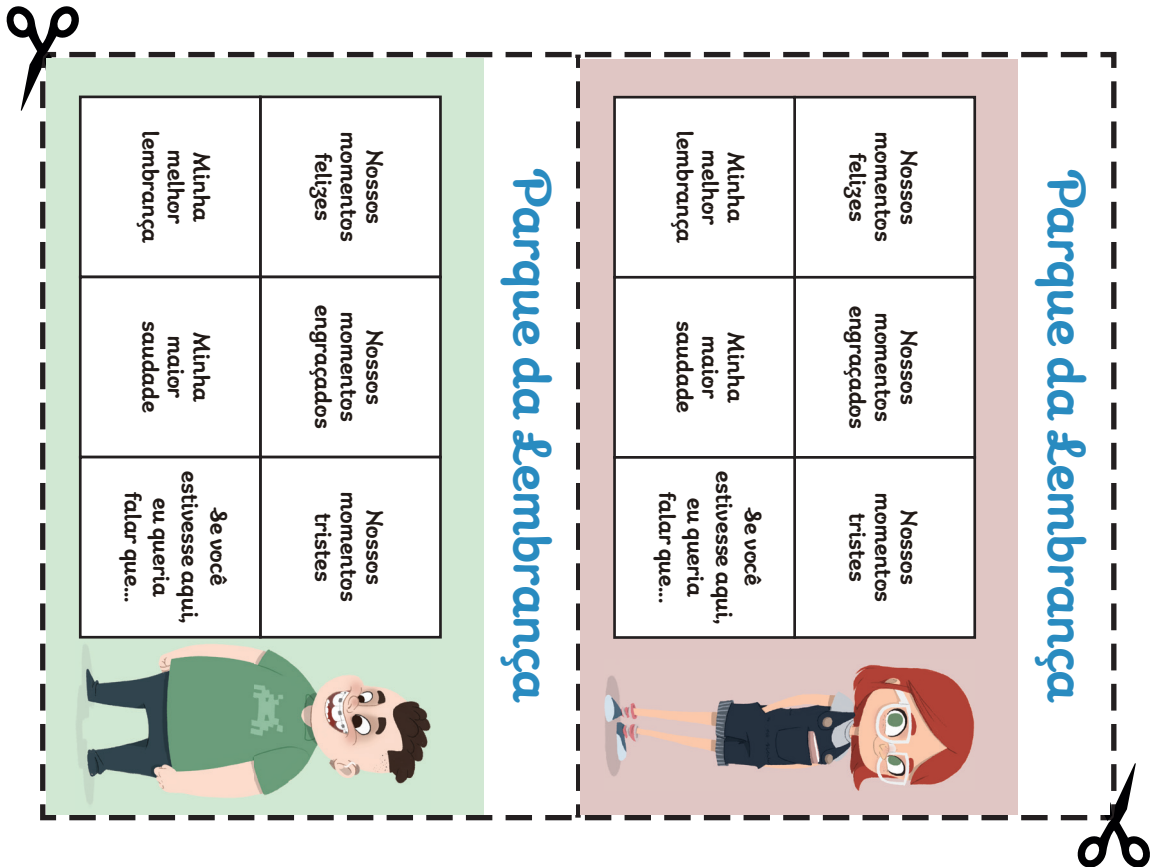 Parque da Lembrança
Nossos
momentos
felizes
Nossos
momentos
engraçados
Nossos
momentos
tristes
Minha
melhor
lembrança
Minha
maior
saudade
Se você
estivesse aqui,
eu queria
falar que...
Parque da Lembrança
Nossos
momentos
felizes
Nossos
momentos
engraçados
Nossos
momentos
tristes
Minha
melhor
lembrança
Minha
maior
saudade
Se você
estivesse aqui,
eu queria
falar que...